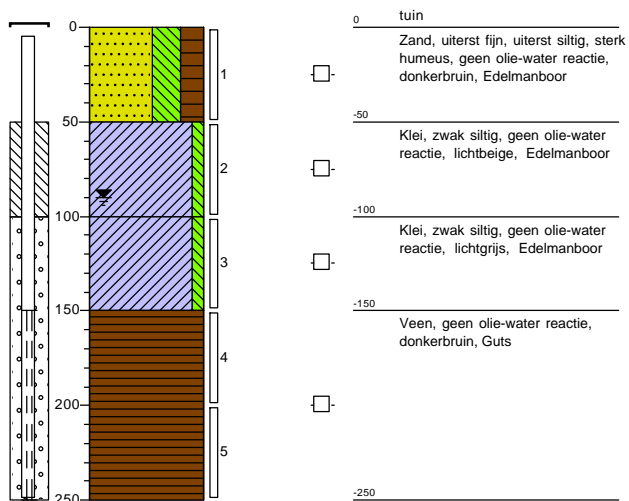 0
50
100
150
200
250
1
2
3
4
5
0
tuin
Zand, uiterst fijn, uiterst siltig, sterk
humeus, geen olie-water reactie,
donkerbruin, Edelmanboor
-50
Klei, zwak siltig, geen olie-water
reactie, lichtbeige, Edelmanboor
-100
Klei, zwak siltig, geen olie-water
reactie, lichtgrijs, Edelmanboor
-150
Veen, geen olie-water reactie,
donkerbruin, Guts
-250